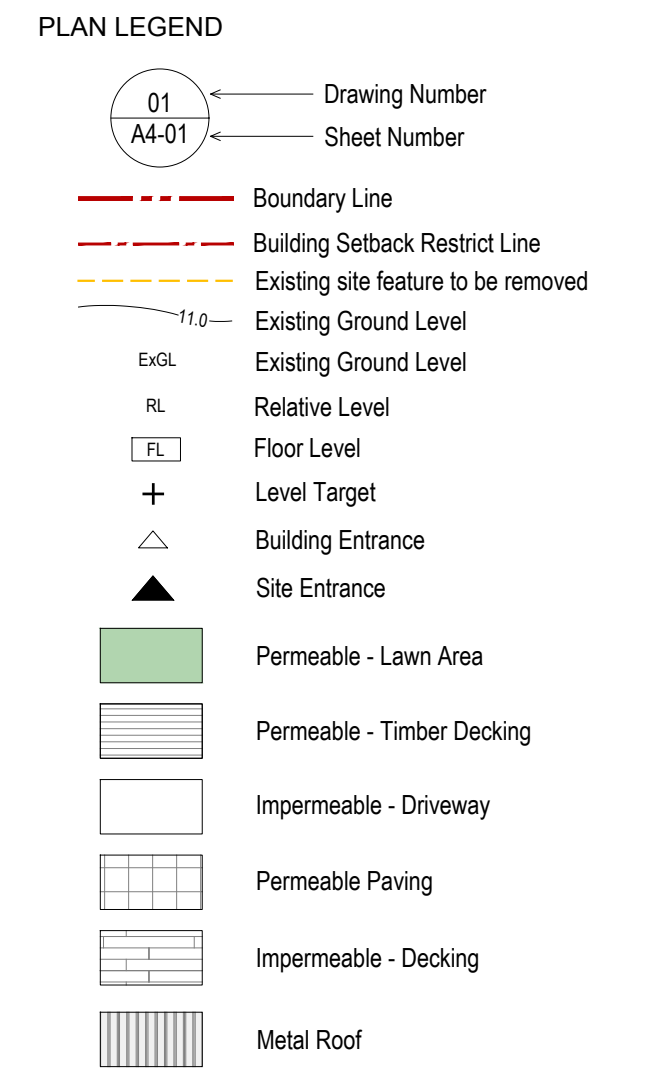 PLAN LEGEND
01 Drawing Number
A4-01 Sheet Number
Boundary Line
Building Setback Restrict Line
Existing site feature to be removed
11.0 Existing Ground Level
ExGL Existing Ground Level
RL Relative Level
FL Floor Level
Level Target
Building Entrance
Site Entrance
Permeable - Lawn Area
Permeable - Timber Decking
Impermeable - Driveway
Permeable Paving
Impermeable - Decking
Metal Roof